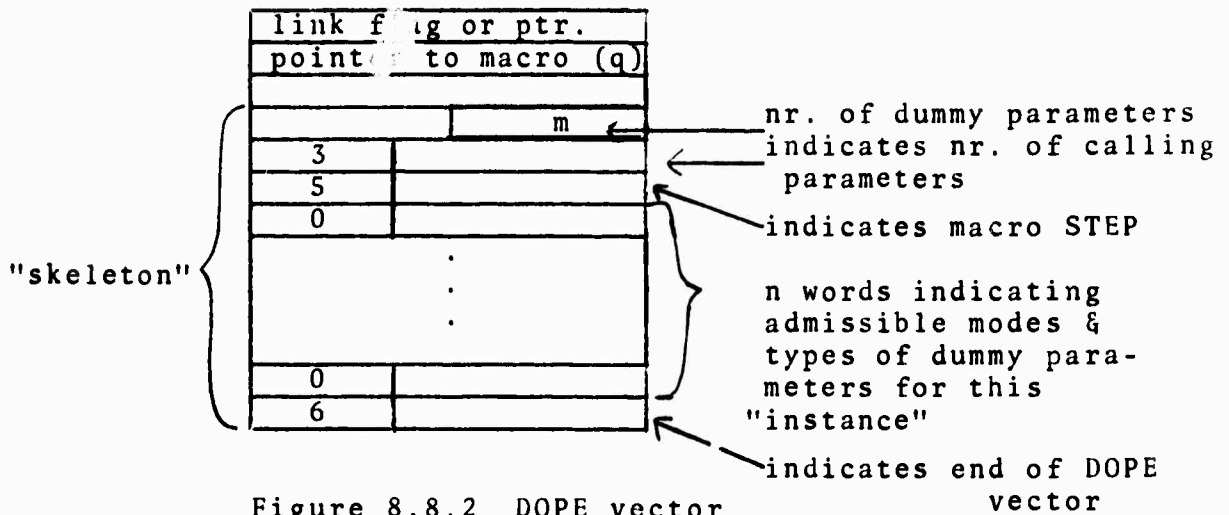 link or ptr.
to macro (q)
m
nr. of dummy parameters
3
indicates nr. of calling
parameters
5
indicates macro STEP
0
"skeleton"
.
.
.
n words indicating
admissible modes &
types of dummy para-
meters for this
"instance"
0
6
indicates end of DOPE
vector
Figure 8.8.2 DOPE vector